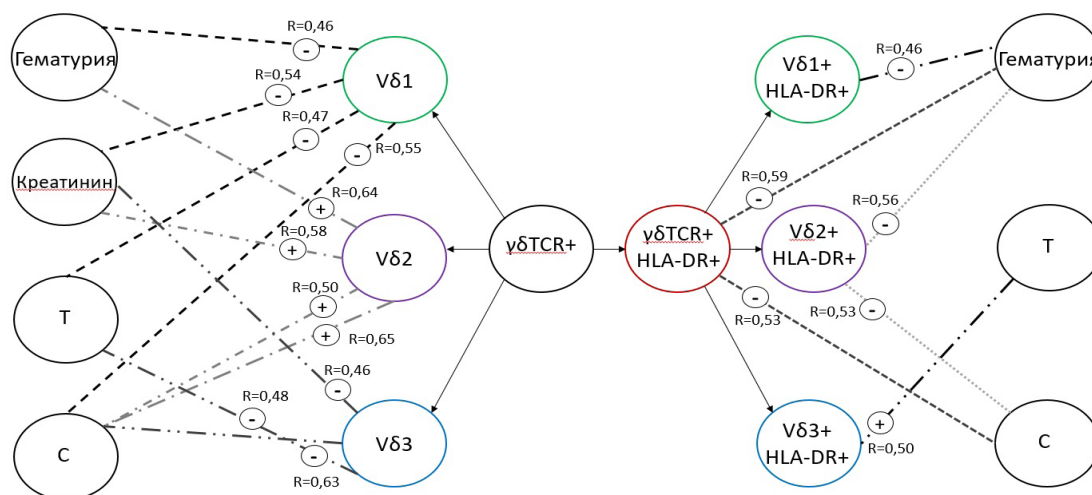 R=0,46
Гематурия
-
Vδ1
R=0,54
-
R=0,47
-
-
R=0,55
Креатинин
R=0,64
+
R=0,58
+
Vδ2
γδTCR+
R=0,50
+
+
R=0,65
T
R=0,46
-
R=0,48
-
C
-
R=0,63
Vδ3
Vδ1+
HLA-DR+
R=0,46
-
Гематурия
R=0,59
-
R=0,56
-
γδTCR+
HLA-DR+
Vδ2+
HLA-DR+
T
-
R=0,53
R=0,53
-
Vδ3+
HLA-DR+
+
R=0,50
C